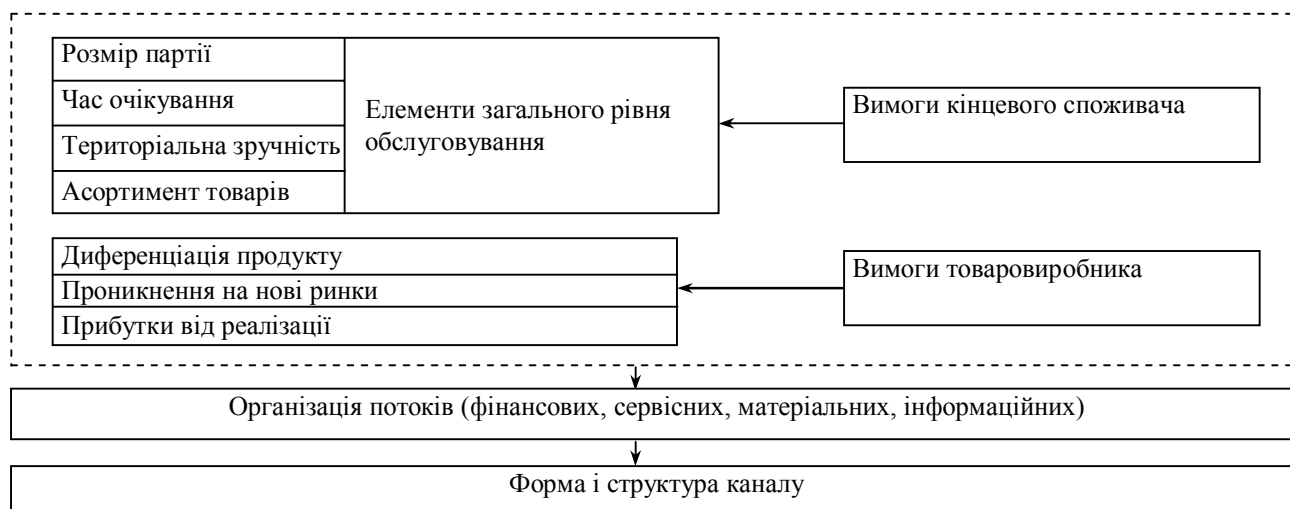 Розмір партії
Час очікування
Територіальна зручність
Асортимент товарів
Елементи загального рівня
обслуговування
Вимоги кінцевого споживача
Диференціація продукту
Проникнення на нові ринки
Прибутки від реалізації
Вимоги товаровиробника
Організація потоків (фінансових, сервісних, матеріальних, інформаційних)
Форма і структура каналу